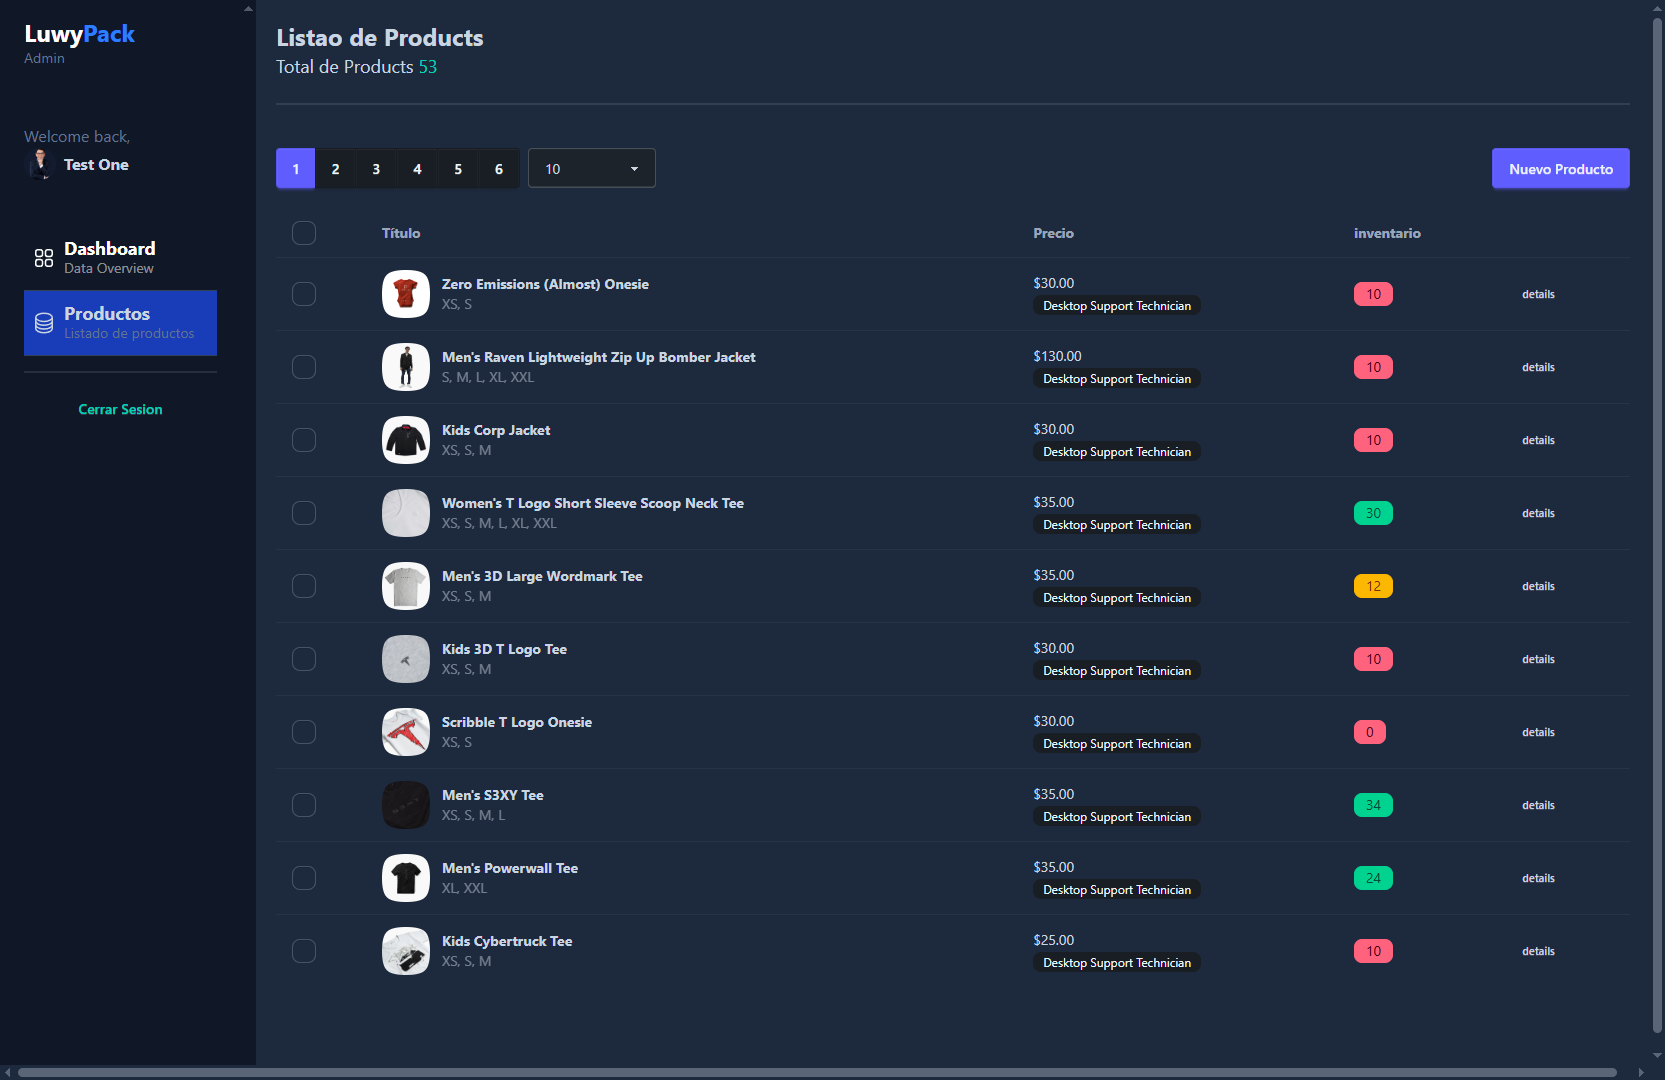 LuwyPack
Admin
Welcome back,
Test One
Dashboard
Data Overview
Productos
Listado de productos
Cerrar Sesion
Listao de Products
Total de Products 53
1 2 3 4 5 6 10 Nuevo Producto
Título Precio inventario
Zero Emissions (Almost) Onesie
XS, S
$30.00
Desktop Support Technician
10
details
Men's Raven Lightweight Zip Up Bomber Jacket
S, M, L, XL, XXL
$130.00
Desktop Support Technician
10
details
Kids Corp Jacket
XS, S, M
$30.00
Desktop Support Technician
10
details
Women's T Logo Short Sleeve Scoop Neck Tee
XS, S, M, L, XL, XXL
$35.00
Desktop Support Technician
30
details
Men's 3D Large Wordmark Tee
XS, S, M
$35.00
Desktop Support Technician
12
details
Kids 3D T Logo Tee
XS, S, M
$30.00
Desktop Support Technician
10
details
Scribble T Logo Onesie
XS, S
$30.00
Desktop Support Technician
0
details
Men's S3XY Tee
XS, S, M, L
$35.00
Desktop Support Technician
34
details
Men's Powerwall Tee
XL, XXL
$35.00
Desktop Support Technician
24
details
Kids Cybertruck Tee
XS, S, M
$25.00
Desktop Support Technician
10
details